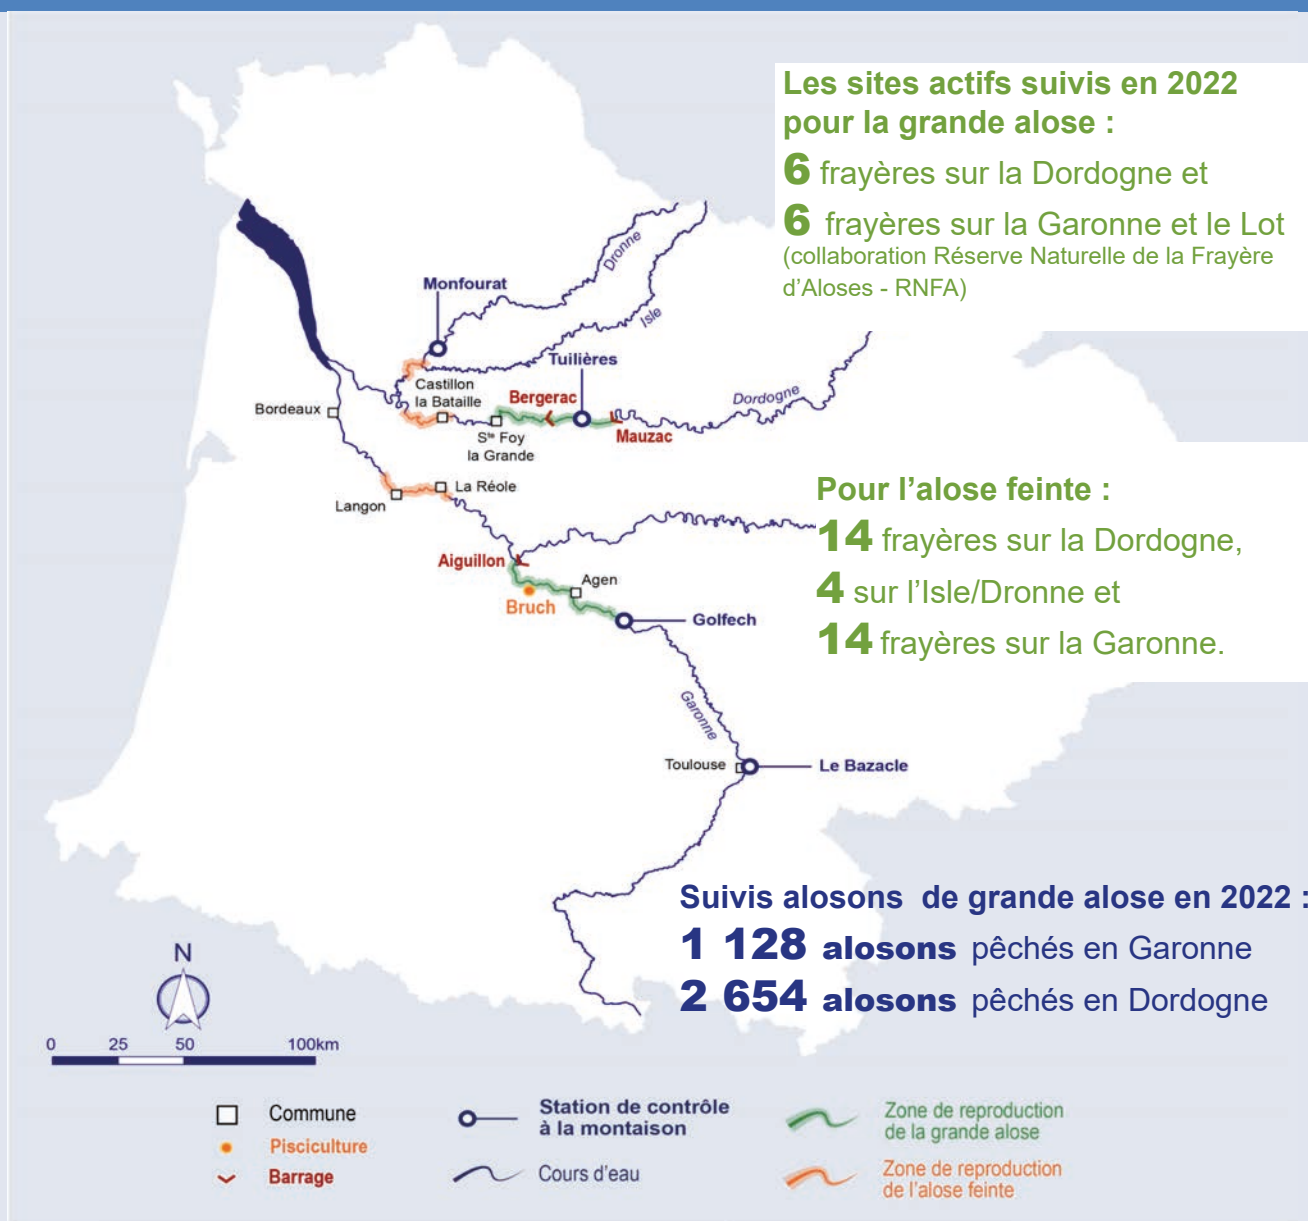 Les sites actifs suivis en 2022
pour la grande alose :
6 frayères sur la Dordogne et
6 frayères sur la Garonne et le Lot
(collaboration Réserve Naturelle de la Frayère
d'Aloses - RNFA)
Dronne
Monfourat
Isle
Tuilières
Castillon
la Bataille
Bergerac
Dordogne
Bordeaux
Mauzac
Ste Foy
la Grande
Pour l'alose feinte :
14 frayères sur la Dordogne,
4 sur l'Isle/Dronne et
14 frayères sur la Garonne.
La Réole
Langon
Aiguillon
Agen
Bruch
Golfech
Garonne
Toulouse
Le Bazacle
Suivis alosons de grande alose en 2022 :
1 128 alosons pêchés en Garonne
2 654 alosons pêchés en Dordogne
N
0 25 50 100km
Commune
Pisciculture
Barrage
Station de contrôle
à la montaison
Cours d'eau
Zone de reproduction
de la grande alose
Zone de reproduction
de l'alose feinte